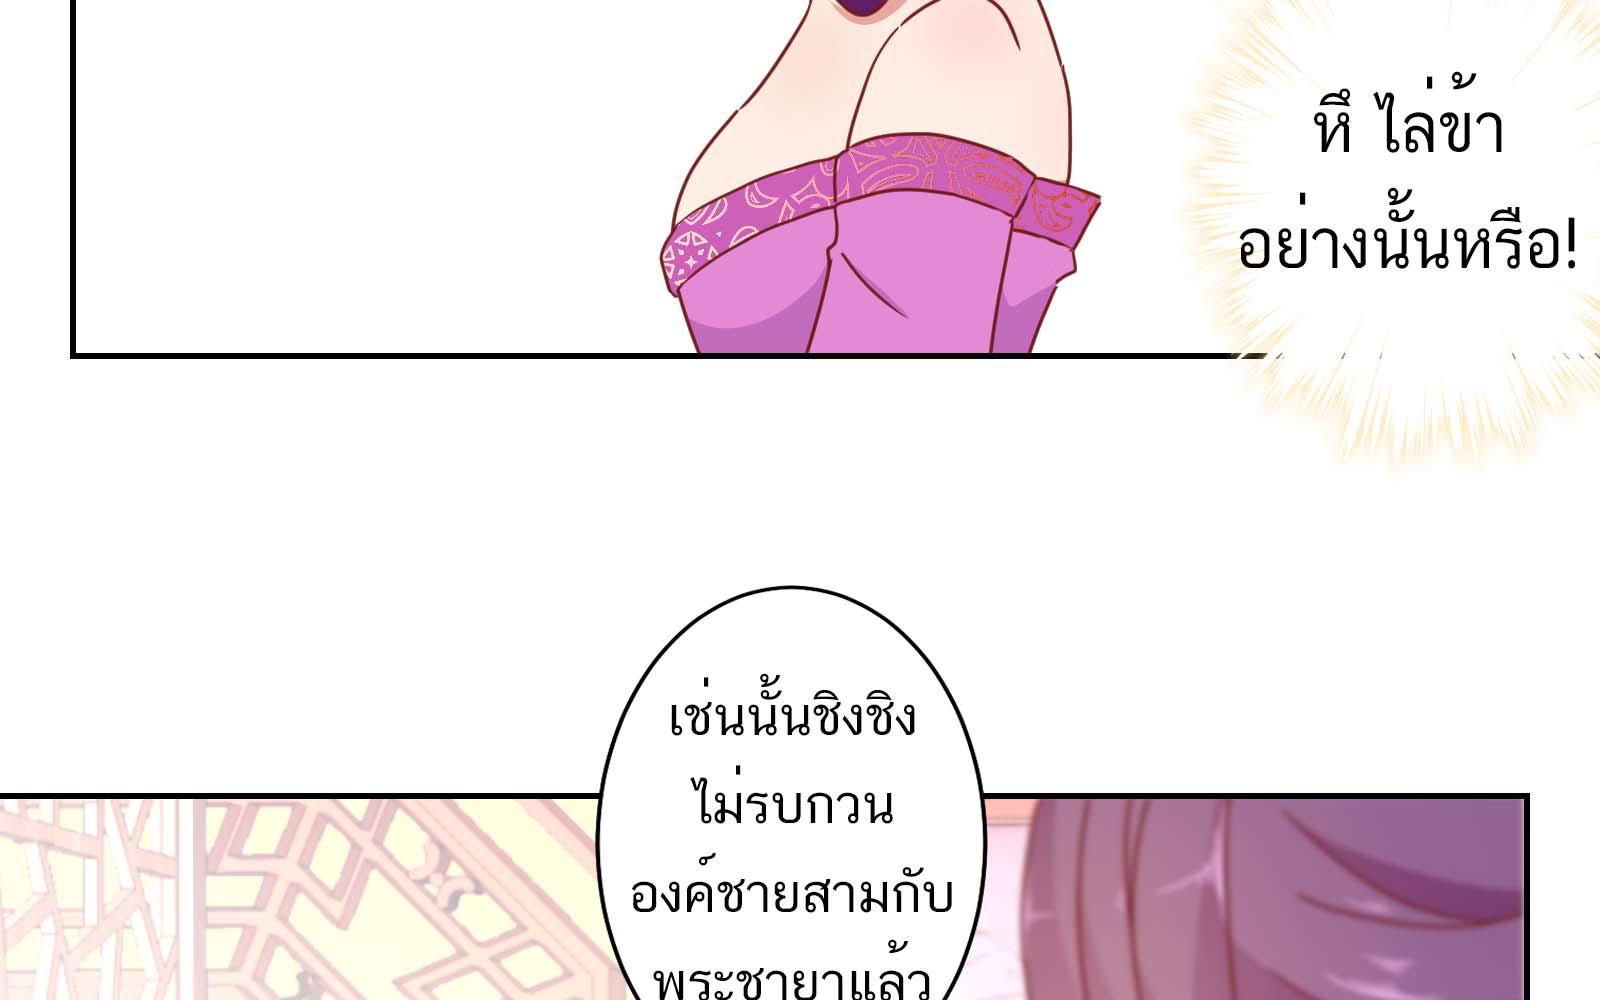 หึ ไล่ข้า
อย่างนั้นหรือ!
เช่นนั้นชิงชิง
ไม่รบกวน
องค์ชายสามกับ
พระชายาแล้ว